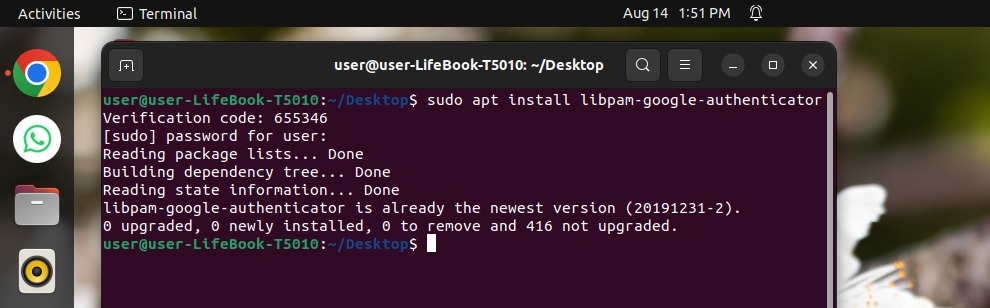 Activities Terminal Aug 14 1:51 PM
user@user-LifeBook-T5010: ~/Desktop
user@user-LifeBook-T5010:~/Desktop$ sudo apt install libpam-google-authenticator
Verification code: 655346
[sudo] password for user:
Reading package lists... Done
Building dependency tree... Done
Reading state information... Done
libpam-google-authenticator is already the newest version (20191231-2).
0 upgraded, 0 newly installed, 0 to remove and 416 not upgraded.
user@user-LifeBook-T5010:~/Desktop$